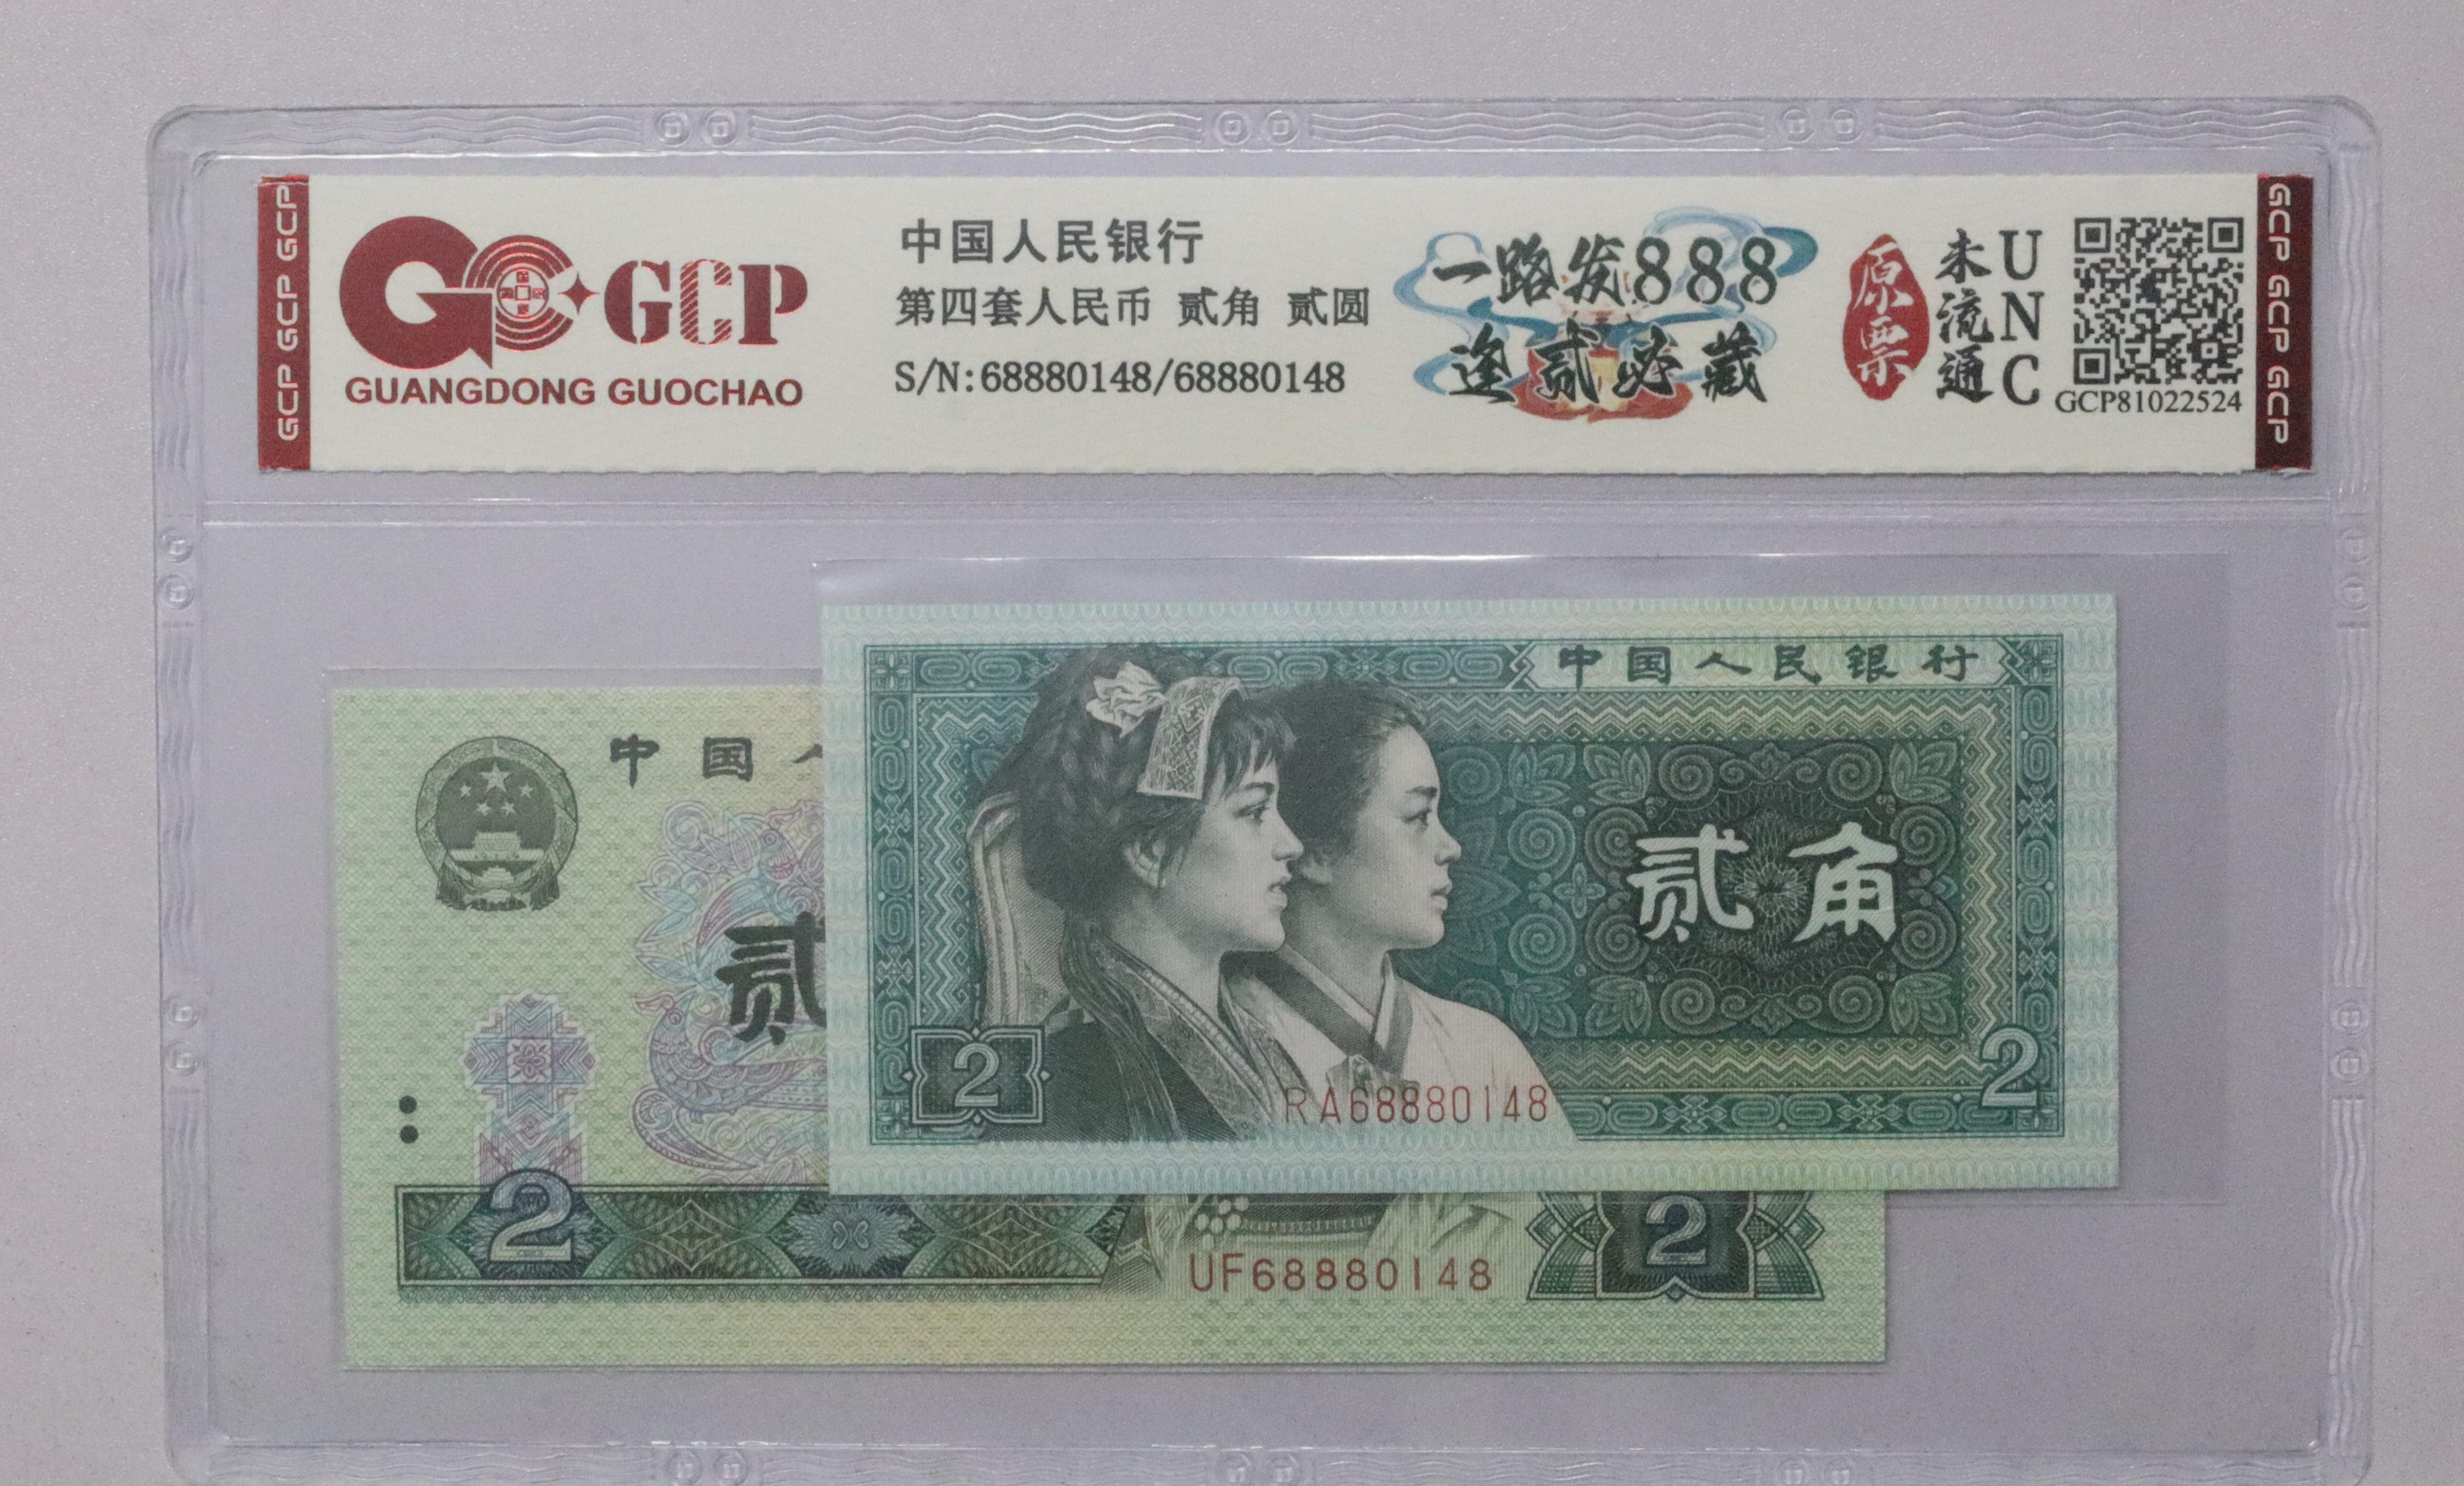 GCP GCP GCP
GCP
GUANGDONG GUOCHAO
中国人民银行
第四套人民币 贰角 贰圆
S/N:68880148/68880148
一路发888
逢贰必藏
原票
未流通
UNC
GCP81022524
GCP GCP GCP
中国人民银行
贰角
2
2
RA68880148
中国人
贰
2
UF68880148
2